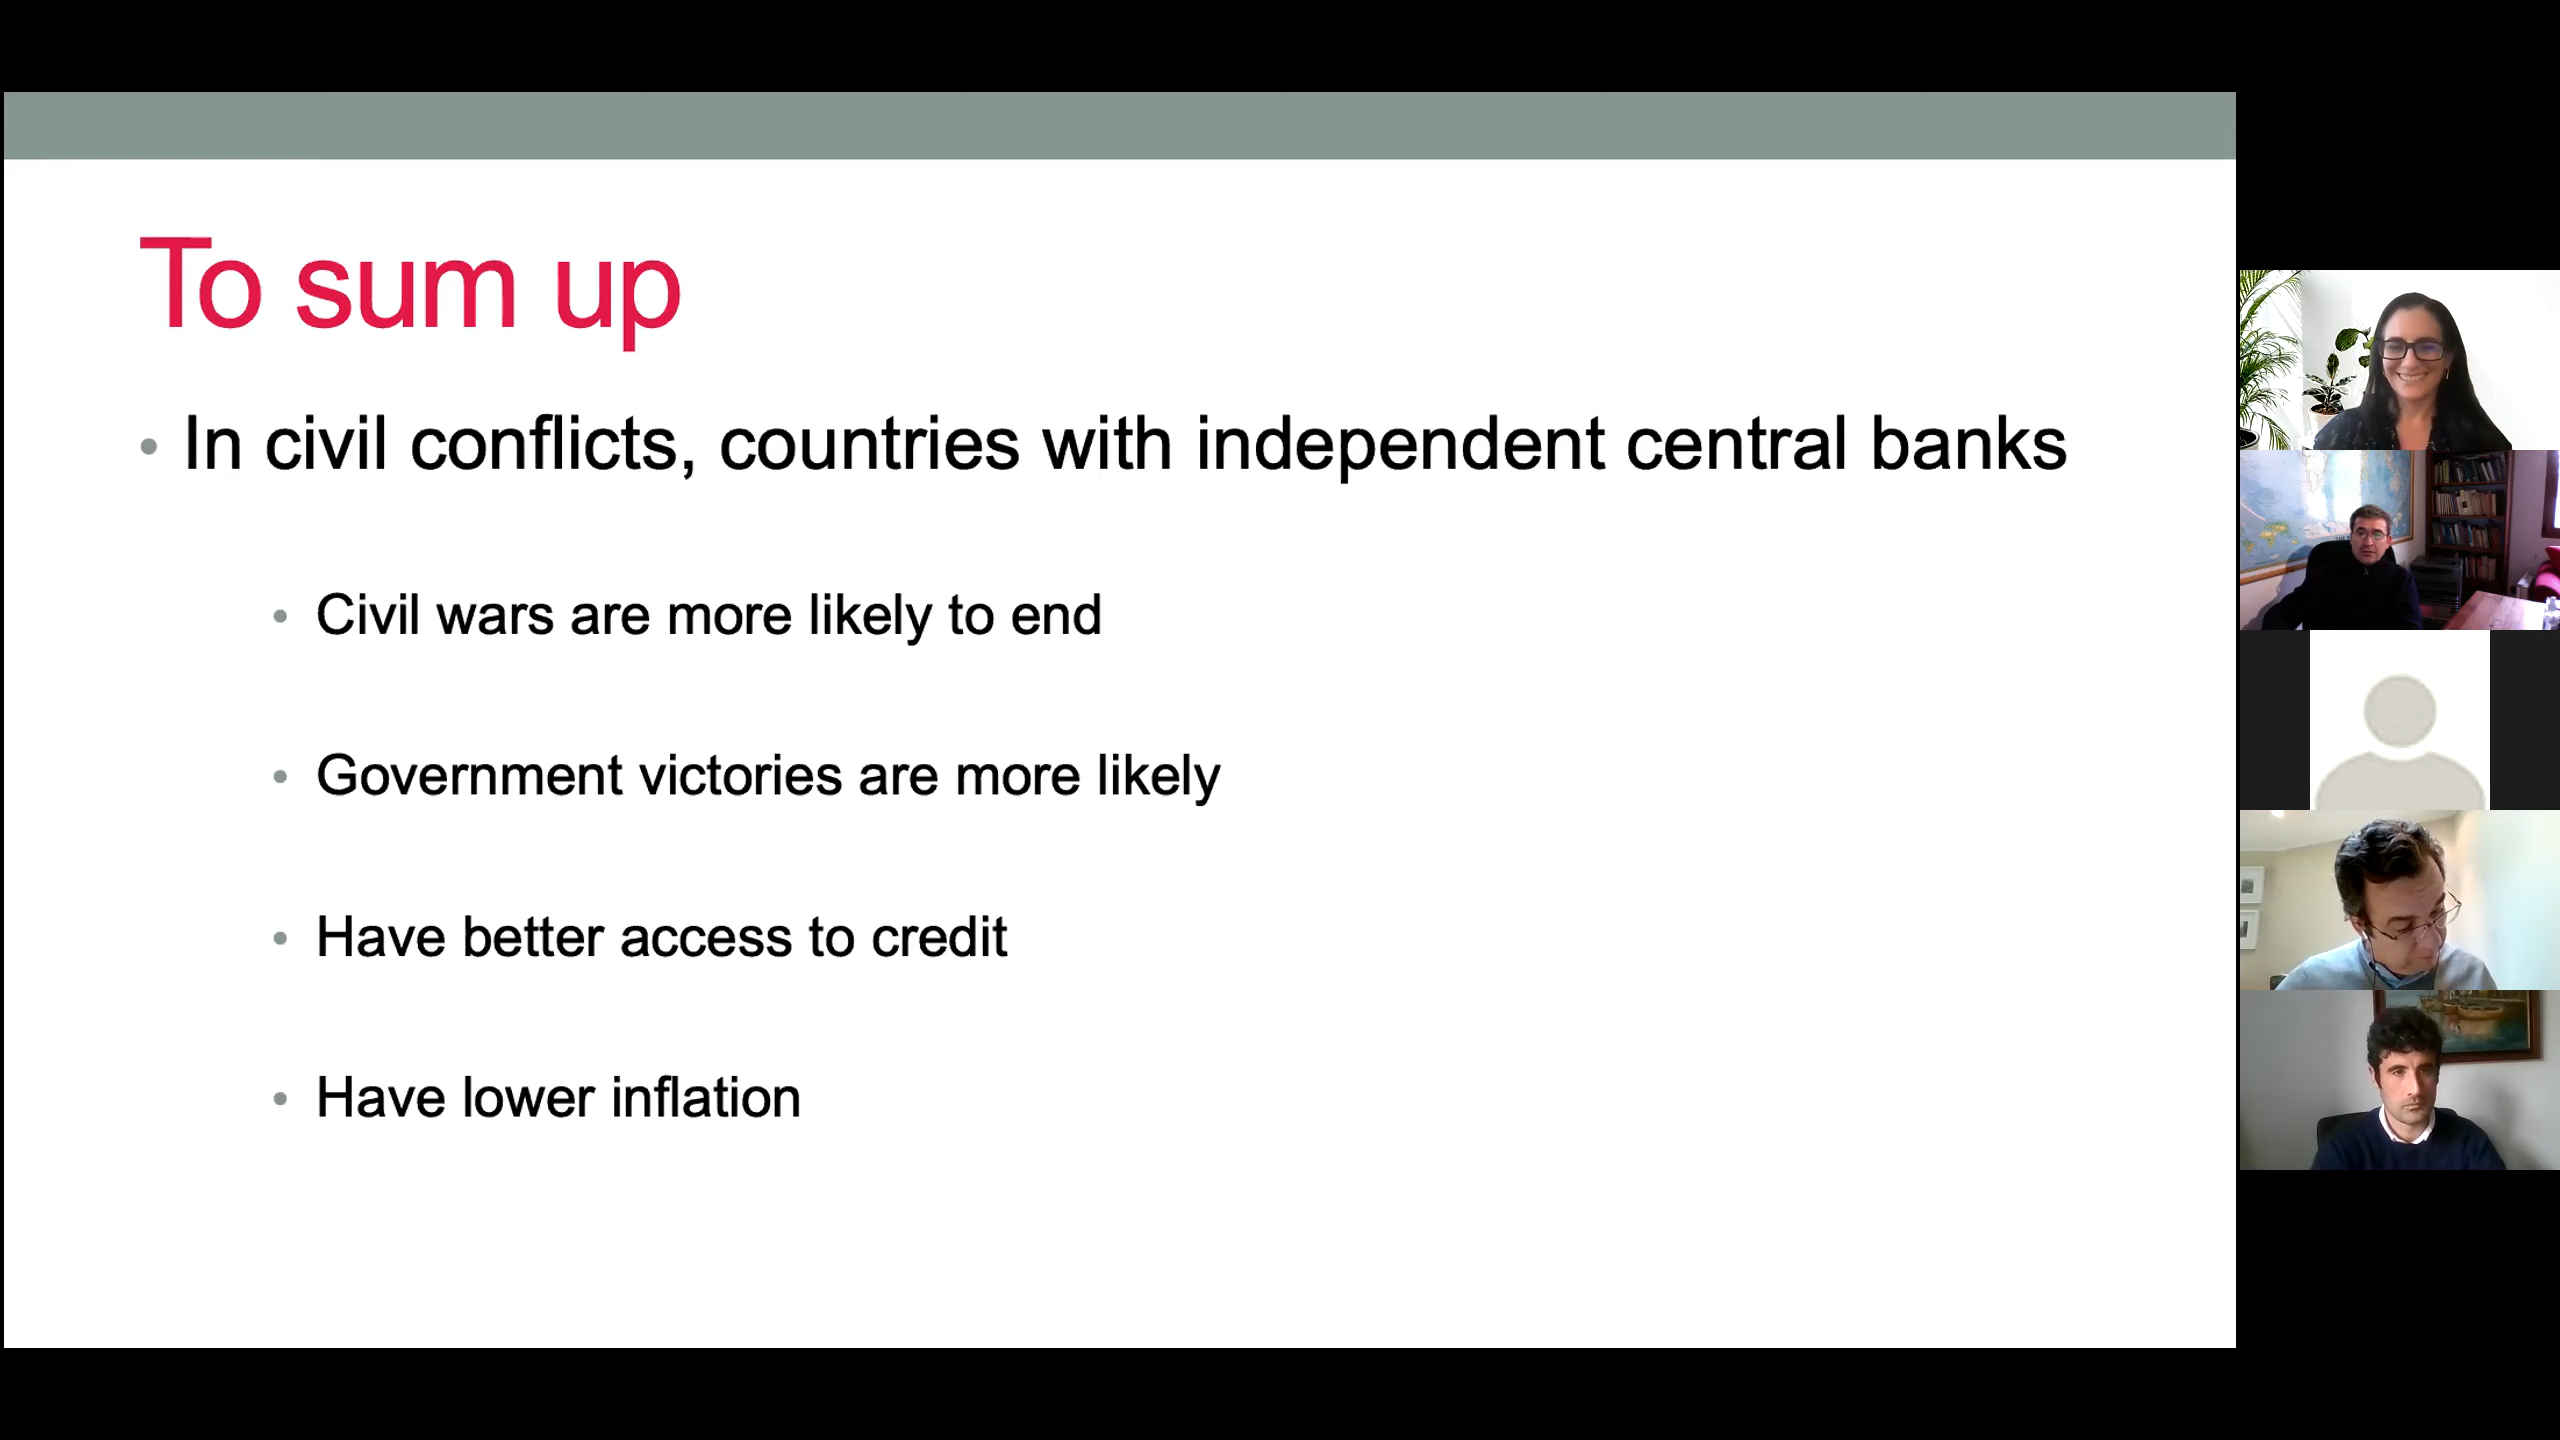 To sum up
• In civil conflicts, countries with independent central banks
• Civil wars are more likely to end
• Government victories are more likely
• Have better access to credit
• Have lower inflation